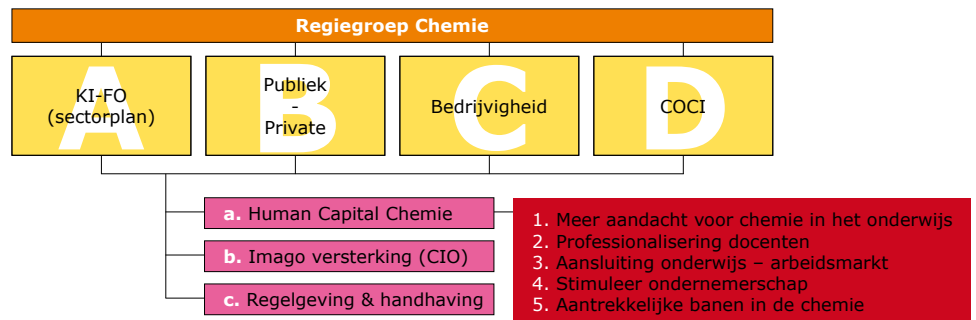 Regiegroep Chemie
A
KI-FO
(sectorplan)
B
Publiek
-
Private
C
Bedrijvigheid
D
COCI
a. Human Capital Chemie
b. Imago versterking (CIO)
c. Regelgeving & handhaving
1. Meer aandacht voor chemie in het onderwijs
2. Professionalisering docenten
3. Aansluiting onderwijs – arbeidsmarkt
4. Stimuleer ondernemerschap
5. Aantrekkelijke banen in de chemie